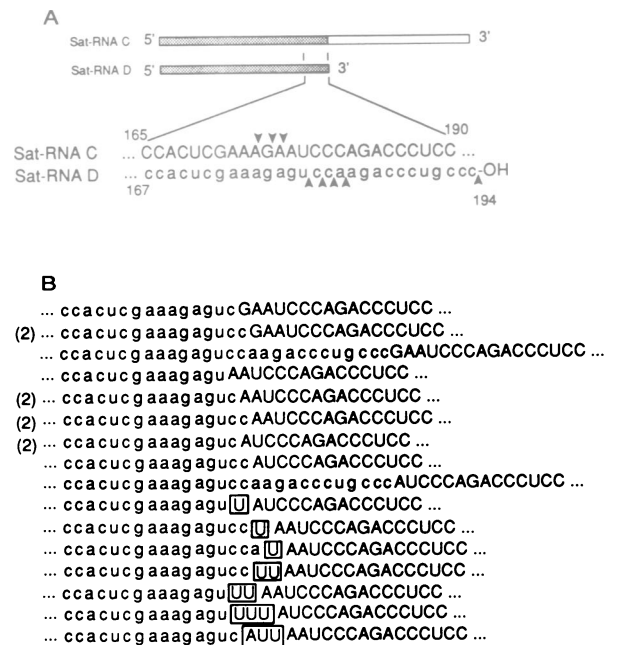 A
Sat-RNA C 5' 3'
Sat-RNA D 5' 3'
165 190
Sat-RNA C ... CCACUCGAAAGAAUCCCAGACCCUCC ...
Sat-RNA D ... ccacucgaaagaguccaagacccugccc-OH
167 194
B
... ccacucgaaagagucGAAUCCCAGACCCUCC ...
(2) ... ccacucgaaagaguccGAAUCCCAGACCCUCC ...
... ccacucgaaagaguccaagacccugcccGAAUCCCAGACCCUCC ...
... ccacucgaaagaguAAUCCCAGACCCUCC ...
(2) ... ccacucgaaagagucAAUCCCAGACCCUCC ...
(2) ... ccacucgaaagaguccAAUCCCAGACCCUCC ...
(2) ... ccacucgaaagagucAUCCCAGACCCUCC ...
... ccacucgaaagaguccAUCCCAGACCCUCC ...
... ccacucgaaagaguccaagacccugcccAUCCCAGACCCUCC ...
... ccacucgaaagaguUAUCCCAGACCCUCC ...
... ccacucgaaagaguccUAAUCCCAGACCCUCC ...
... ccacucgaaagaguccaUAAUCCCAGACCCUCC ...
... ccacucgaaagaguccUUAAUCCCAGACCCUCC ...
... ccacucgaaagaguUUAAUCCCAGACCCUCC ...
... ccacucgaaagaguUUUAUCCCAGACCCUCC ...
... ccacucgaaagagucAUUAAUCCCAGACCCUCC ...